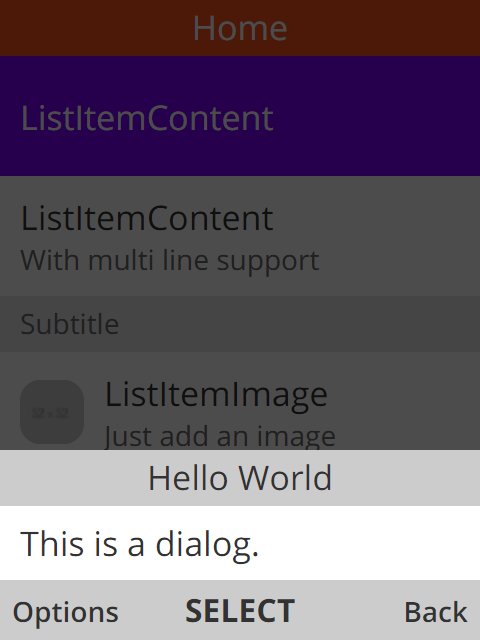 Home
ListItemContent
ListItemContent
With multi line support
Subtitle
32 x 32
ListItemImage
Just add an image
Hello World
This is a dialog.
Options SELECT Back